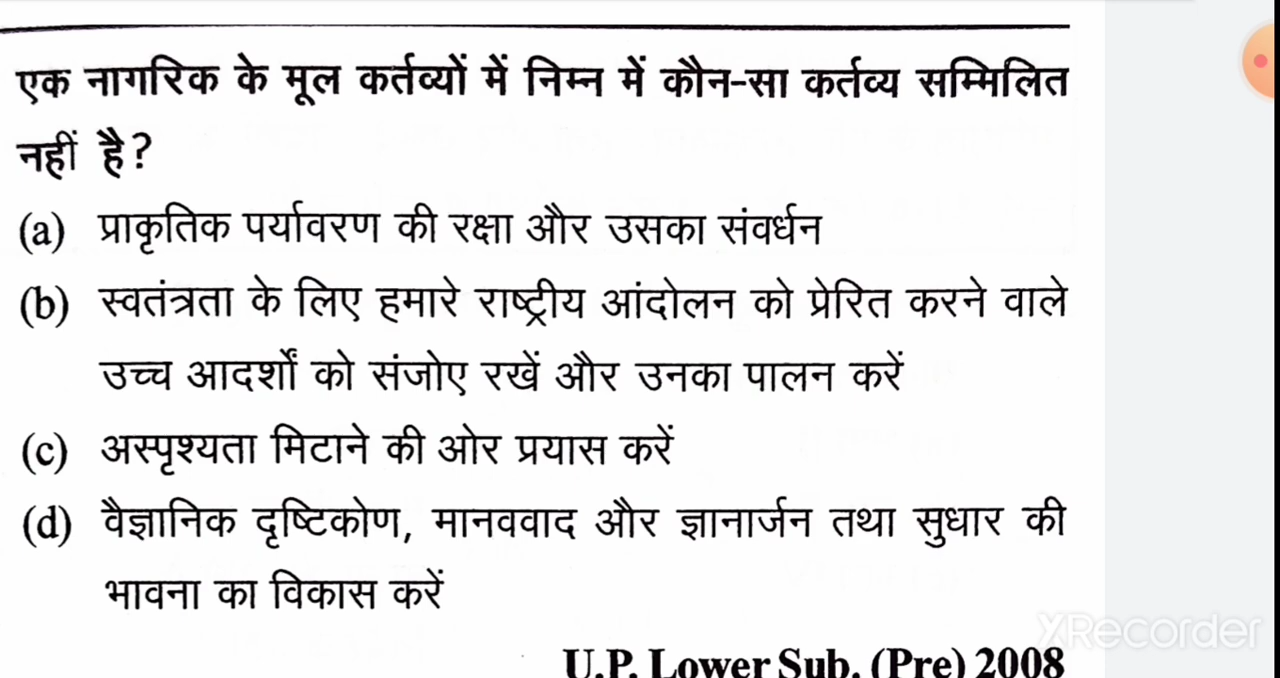 एक नागरिक के मूल कर्तव्यों में निम्न में कौन-सा कर्तव्य सम्मिलित
नहीं है?
(a) प्राकृतिक पर्यावरण की रक्षा और उसका संवर्धन
(b) स्वतंत्रता के लिए हमारे राष्ट्रीय आंदोलन को प्रेरित करने वाले
उच्च आदर्शों को संजोए रखें और उनका पालन करें
(c) अस्पृश्यता मिटाने की ओर प्रयास करें
(d) वैज्ञानिक दृष्टिकोण, मानववाद और ज्ञानार्जन तथा सुधार की
भावना का विकास करें
XRecorder
U.P. Lower Sub. (Pre) 2008